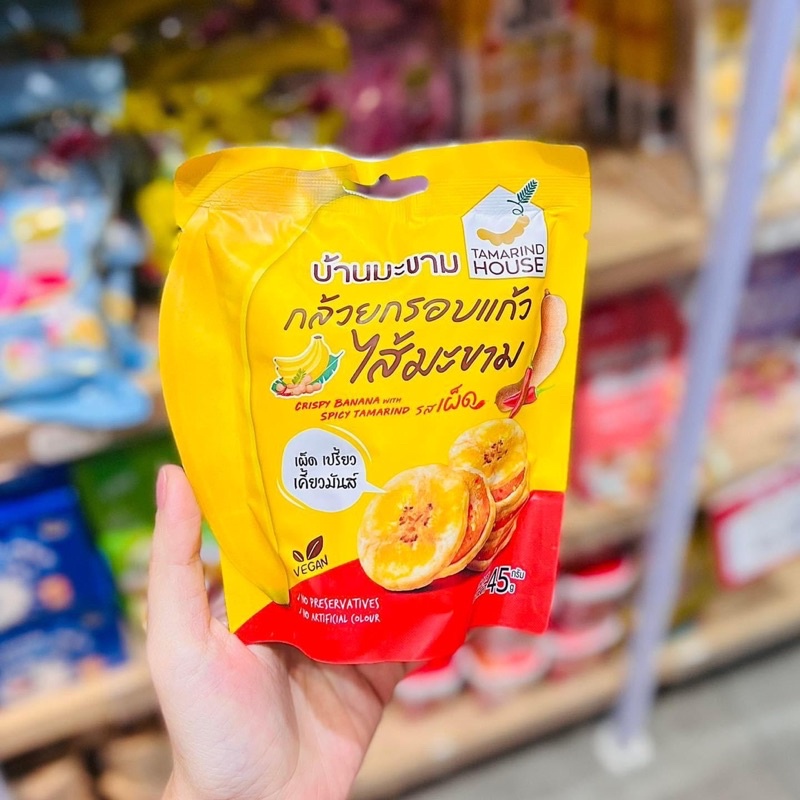 TAMARIND
HOUSE
บ้านมะขาม
กล้วยกรอบแก้ว
ไส้มะขาม
CRISPY BANANA WITH
SPICY TAMARIND รสเผ็ด
เผ็ด เปรี้ยว
เคี้ยวมันส์
VEGAN
NO PRESERVATIVES
NO ARTIFICIAL COLOUR
45 กรัม
g